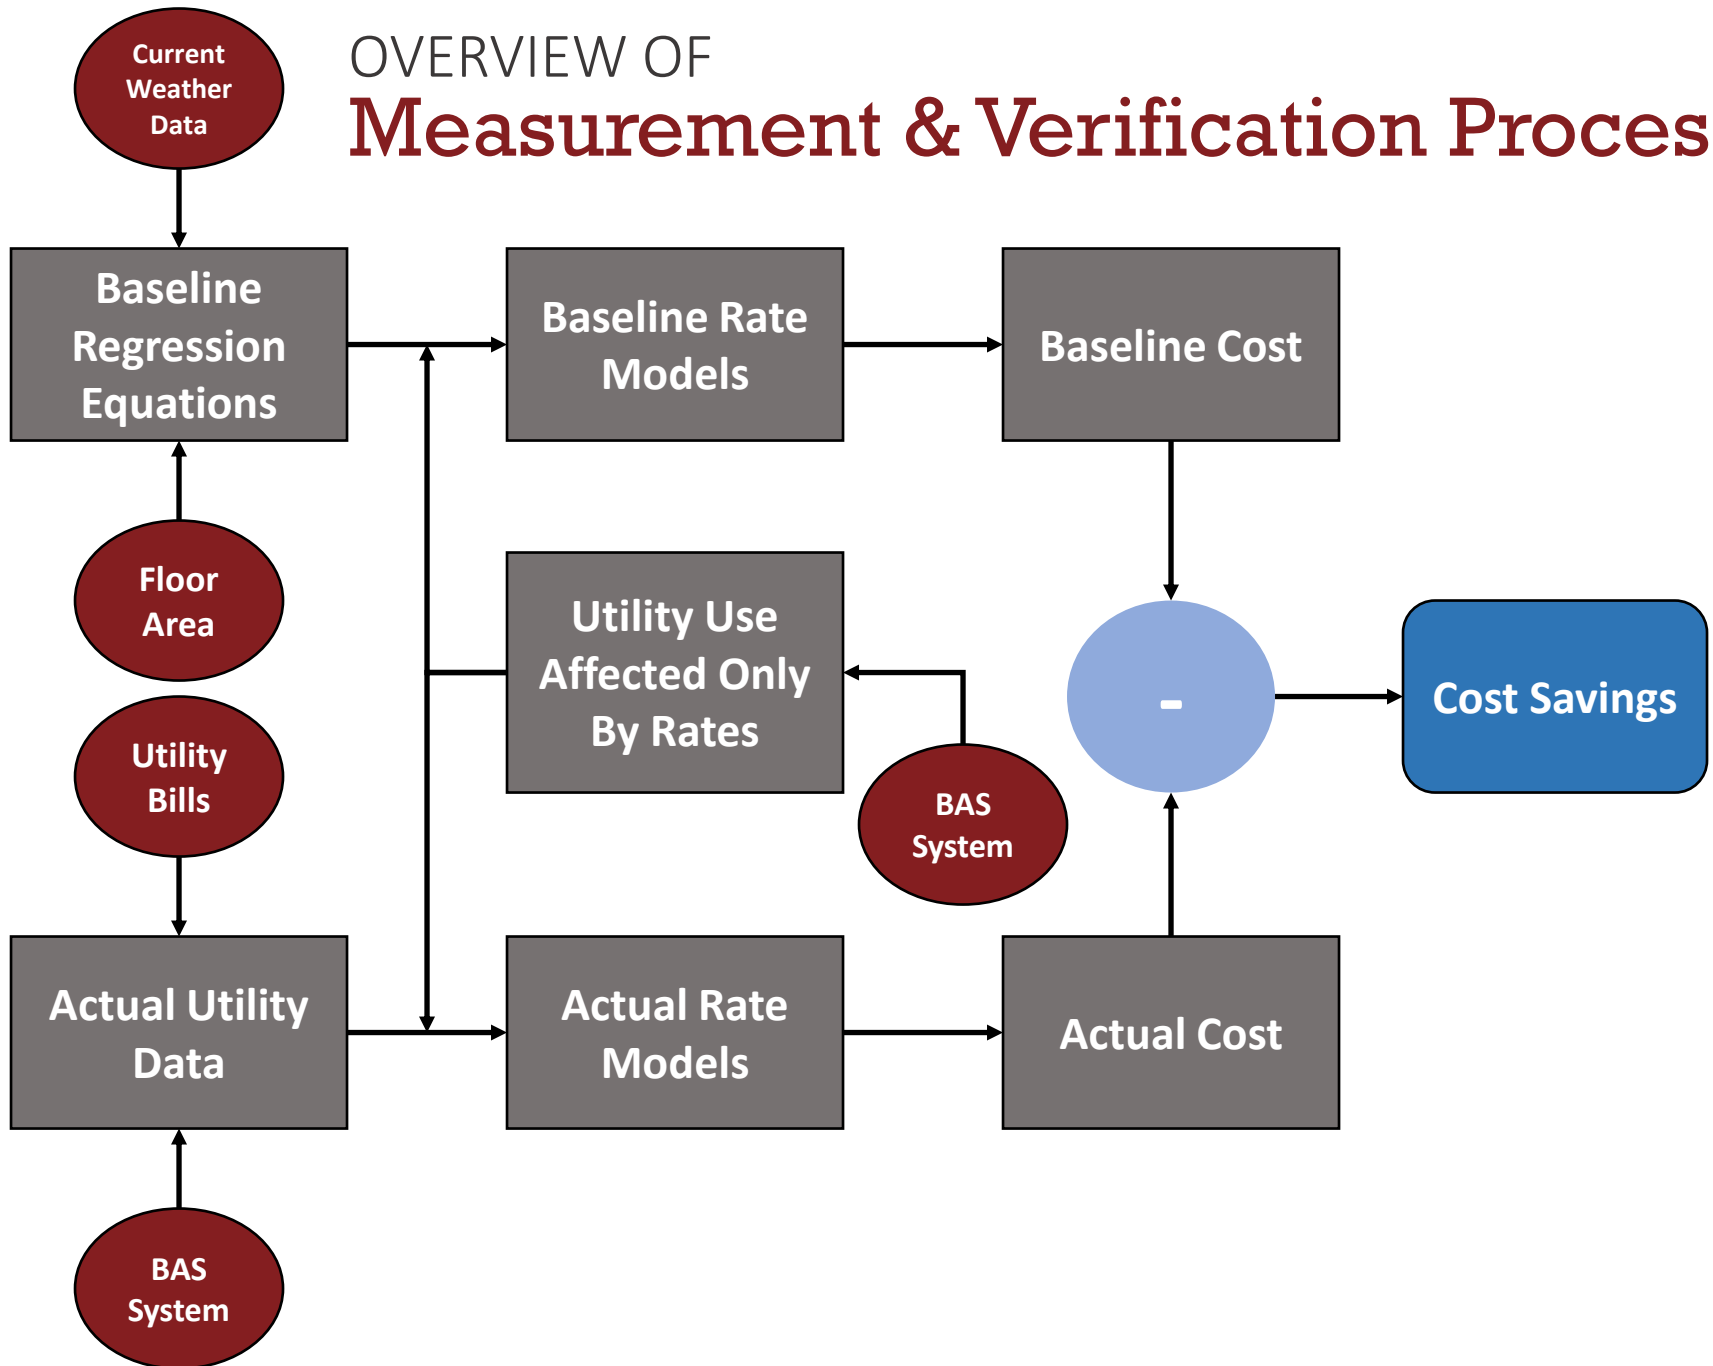 Current
Weather
Data
OVERVIEW OF
Measurement & Verification Proces
Baseline
Regression
Equations
Baseline Rate
Models
Baseline Cost
Floor
Area
Utility Use
Affected Only
By Rates
-
Cost Savings
Utility
Bills
BAS
System
Actual Utility
Data
Actual Rate
Models
Actual Cost
BAS
System